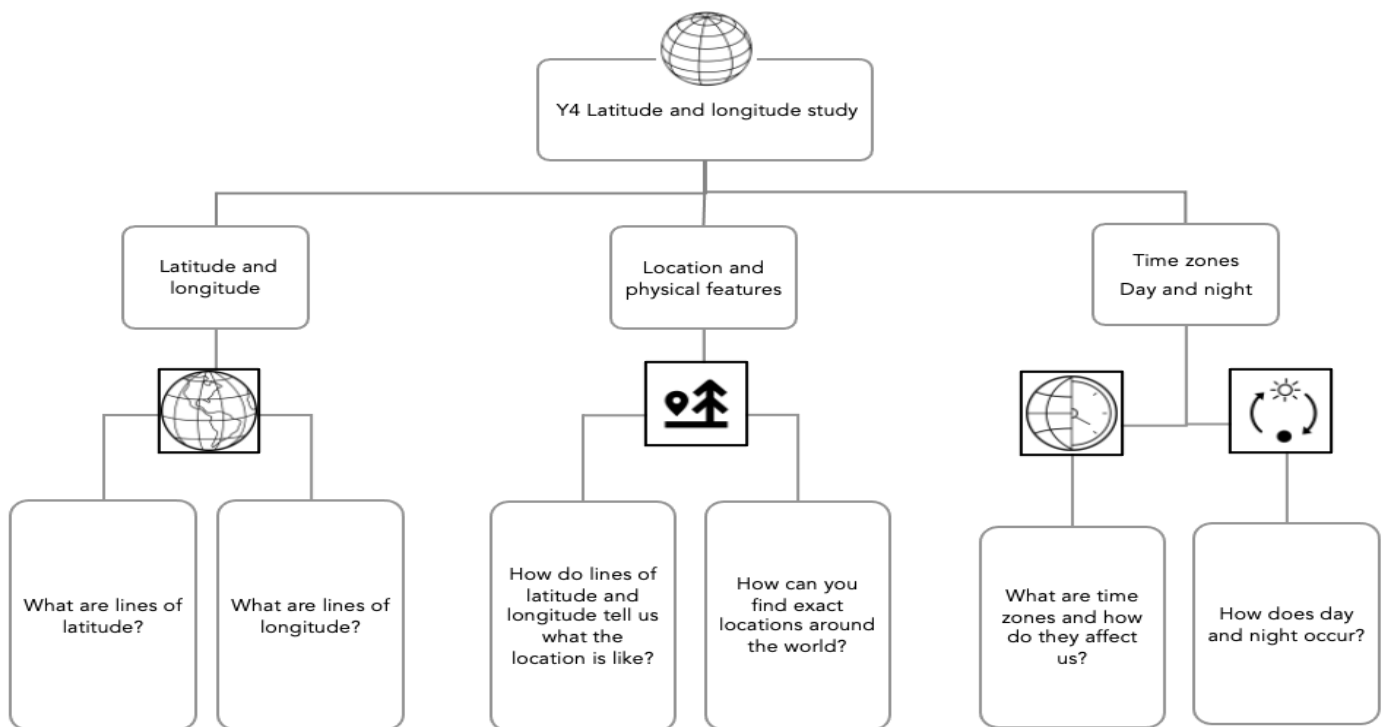 Y4 Latitude and longitude study
Latitude and
longitude
Location and
physical features
Time zones
Day and night
What are lines of
latitude?
What are lines of
longitude?
How do lines of
latitude and
longitude tell us
what the
location is like?
How can you
find exact
locations around
the world?
What are time
zones and how
do they affect
us?
How does day
and night occur?